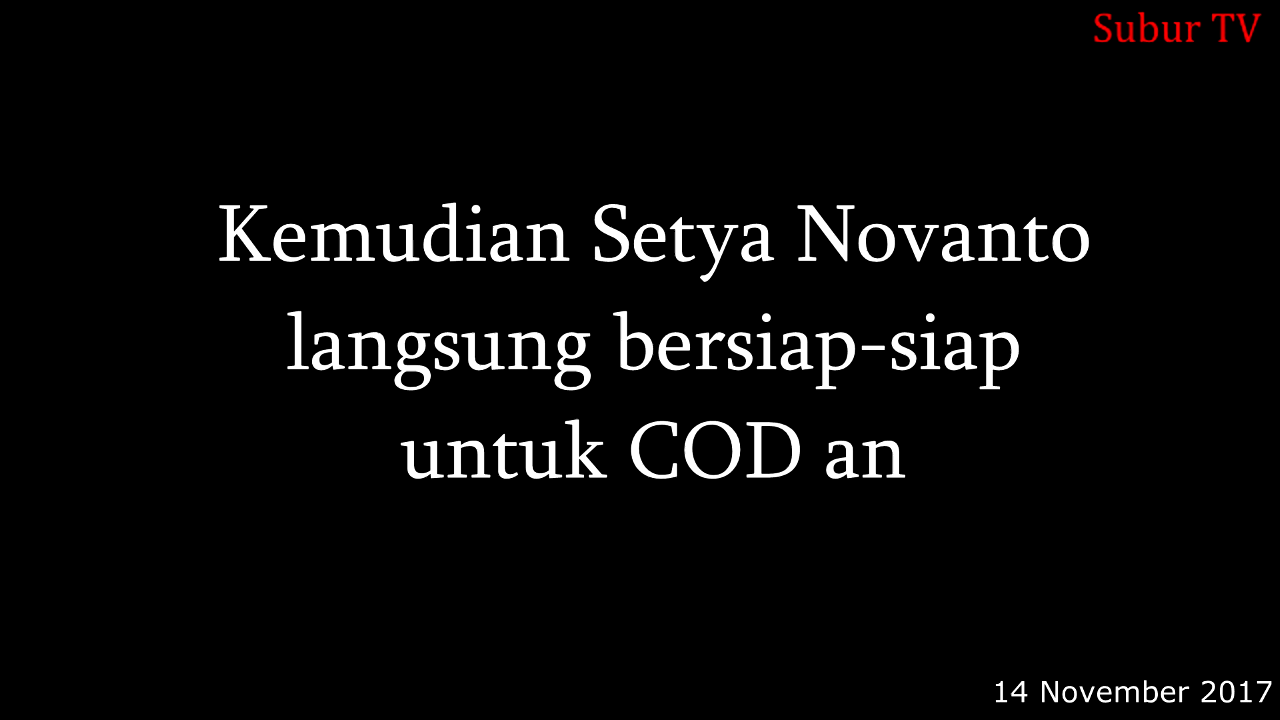 Subur TV
Kemudian Setya Novanto
langsung bersiap-siap
untuk COD an
14 November 2017